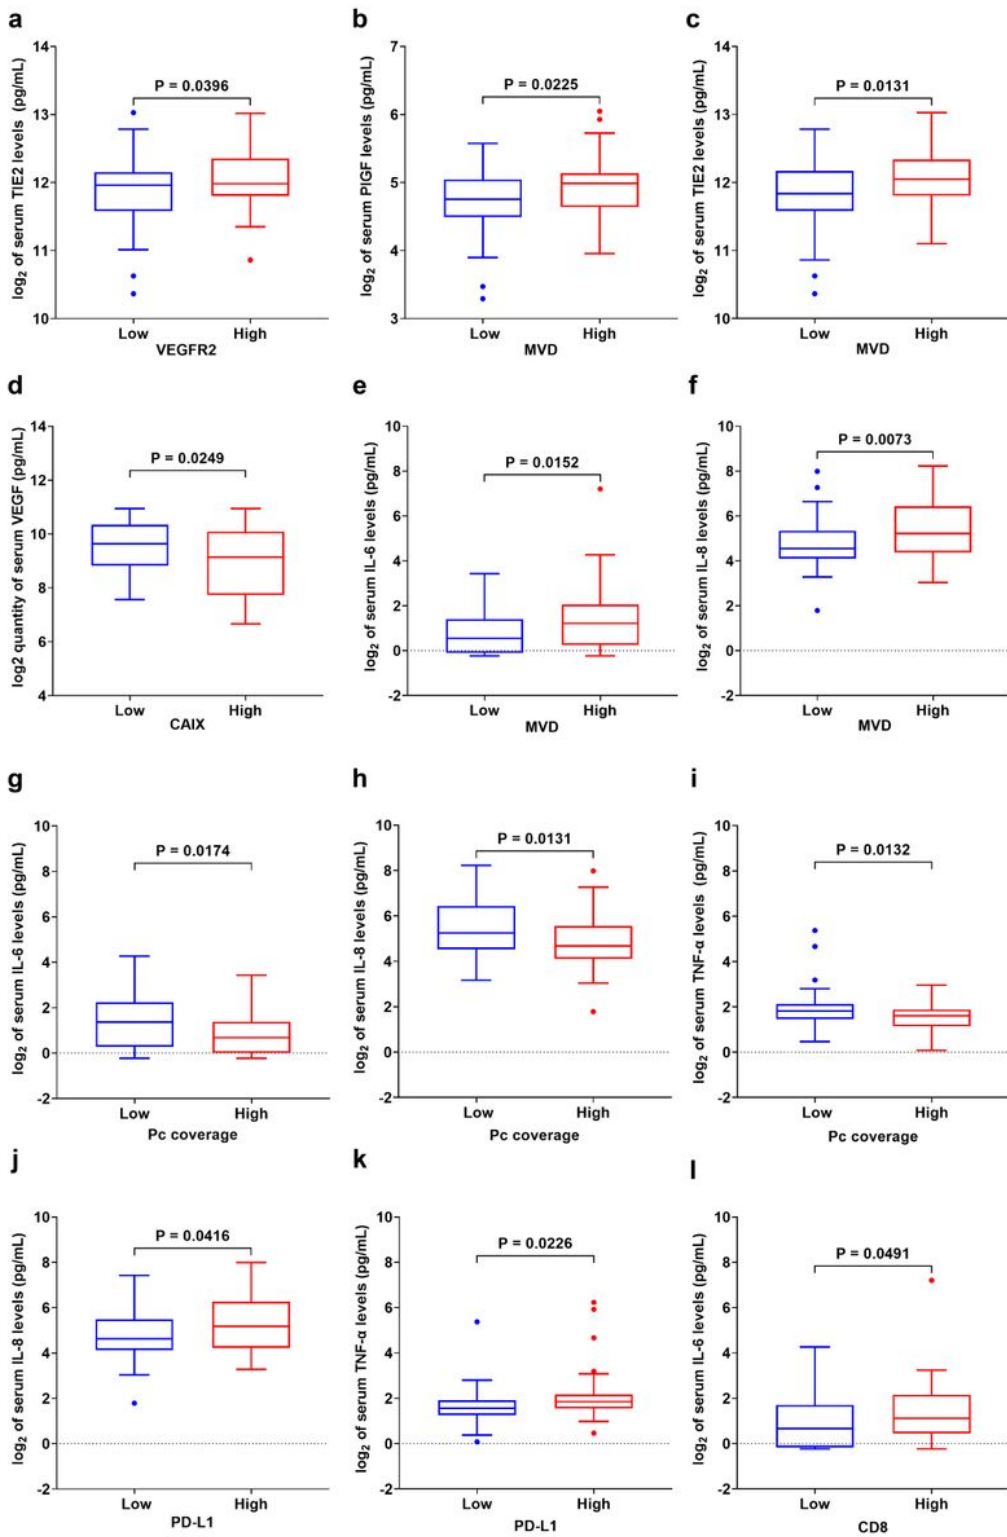 a
log2 of serum TIE2 levels (pg/mL)
14
13
12
11
10
P = 0.0396
Low
High
VEGFR2
b
log2 of serum PlGF levels (pg/mL)
7
6
5
4
3
P = 0.0225
Low
High
MVD
c
log2 of serum TIE2 levels (pg/mL)
14
13
12
11
10
P = 0.0131
Low
High
MVD
d
log2 quantity of serum VEGF (pg/mL)
14
12
10
8
6
4
P = 0.0249
Low
High
CAIX
e
log2 of serum IL-6 levels (pg/mL)
10
8
6
4
2
0
-2
P = 0.0152
Low
High
MVD
f
log2 of serum IL-8 levels (pg/mL)
10
8
6
4
2
0
-2
P = 0.0073
Low
High
MVD
g
log2 of serum IL-6 levels (pg/mL)
10
8
6
4
2
0
-2
P = 0.0174
Low
High
Pc coverage
h
log2 of serum IL-8 levels (pg/mL)
10
8
6
4
2
0
-2
P = 0.0131
Low
High
Pc coverage
i
log2 of serum TNF-α levels (pg/mL)
10
8
6
4
2
0
-2
P = 0.0132
Low
High
Pc coverage
j
log2 of serum IL-8 levels (pg/mL)
10
8
6
4
2
0
-2
P = 0.0416
Low
High
PD-L1
k
log2 of serum TNF-α levels (pg/mL)
10
8
6
4
2
0
-2
P = 0.0226
Low
High
PD-L1
l
log2 of serum IL-6 levels (pg/mL)
10
8
6
4
2
0
-2
P = 0.0491
Low
High
CD8